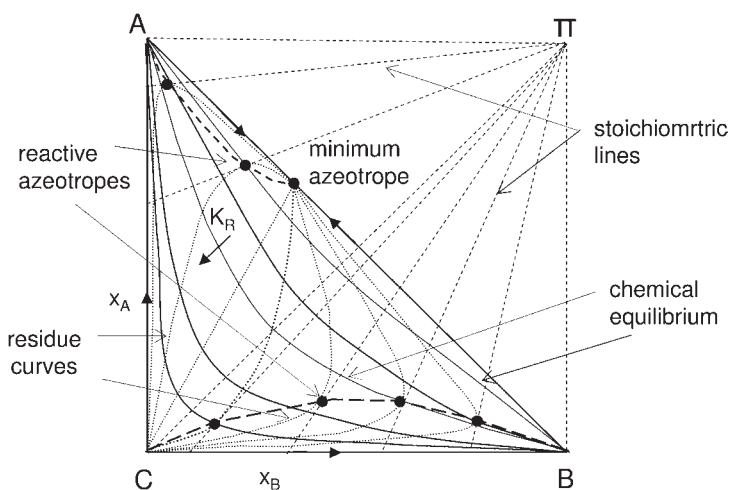 A
π
stoichiomrtric
lines
reactive
azeotropes
minimum
azeotrope
K_R
x_A
chemical
equilibrium
residue
curves
C
x_B
B